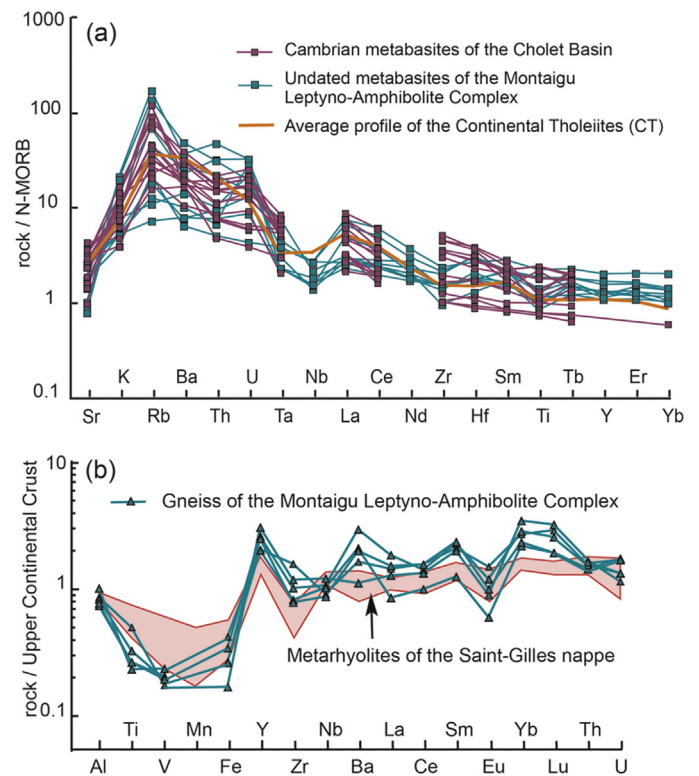 1000
(a)
Cambrian metabasites of the Cholet Basin
Undated metabasites of the Montaigu
Leptyno-Amphibolite Complex
Average profile of the Continental Tholeiites (CT)
100
10
1
0.1
rock / N-MORB
K Ba U Nb Ce Zr Sm Tb Er
Sr Rb Th Ta La Nd Hf Ti Y Yb
10
(b)
Gneiss of the Montaigu Leptyno-Amphibolite Complex
1
Metarhyolites of the Saint-Gilles nappe
0.1
rock / Upper Continental Crust
Ti Mn Y Nb La Sm Yb Th
Al V Fe Zr Ba Ce Eu Lu U